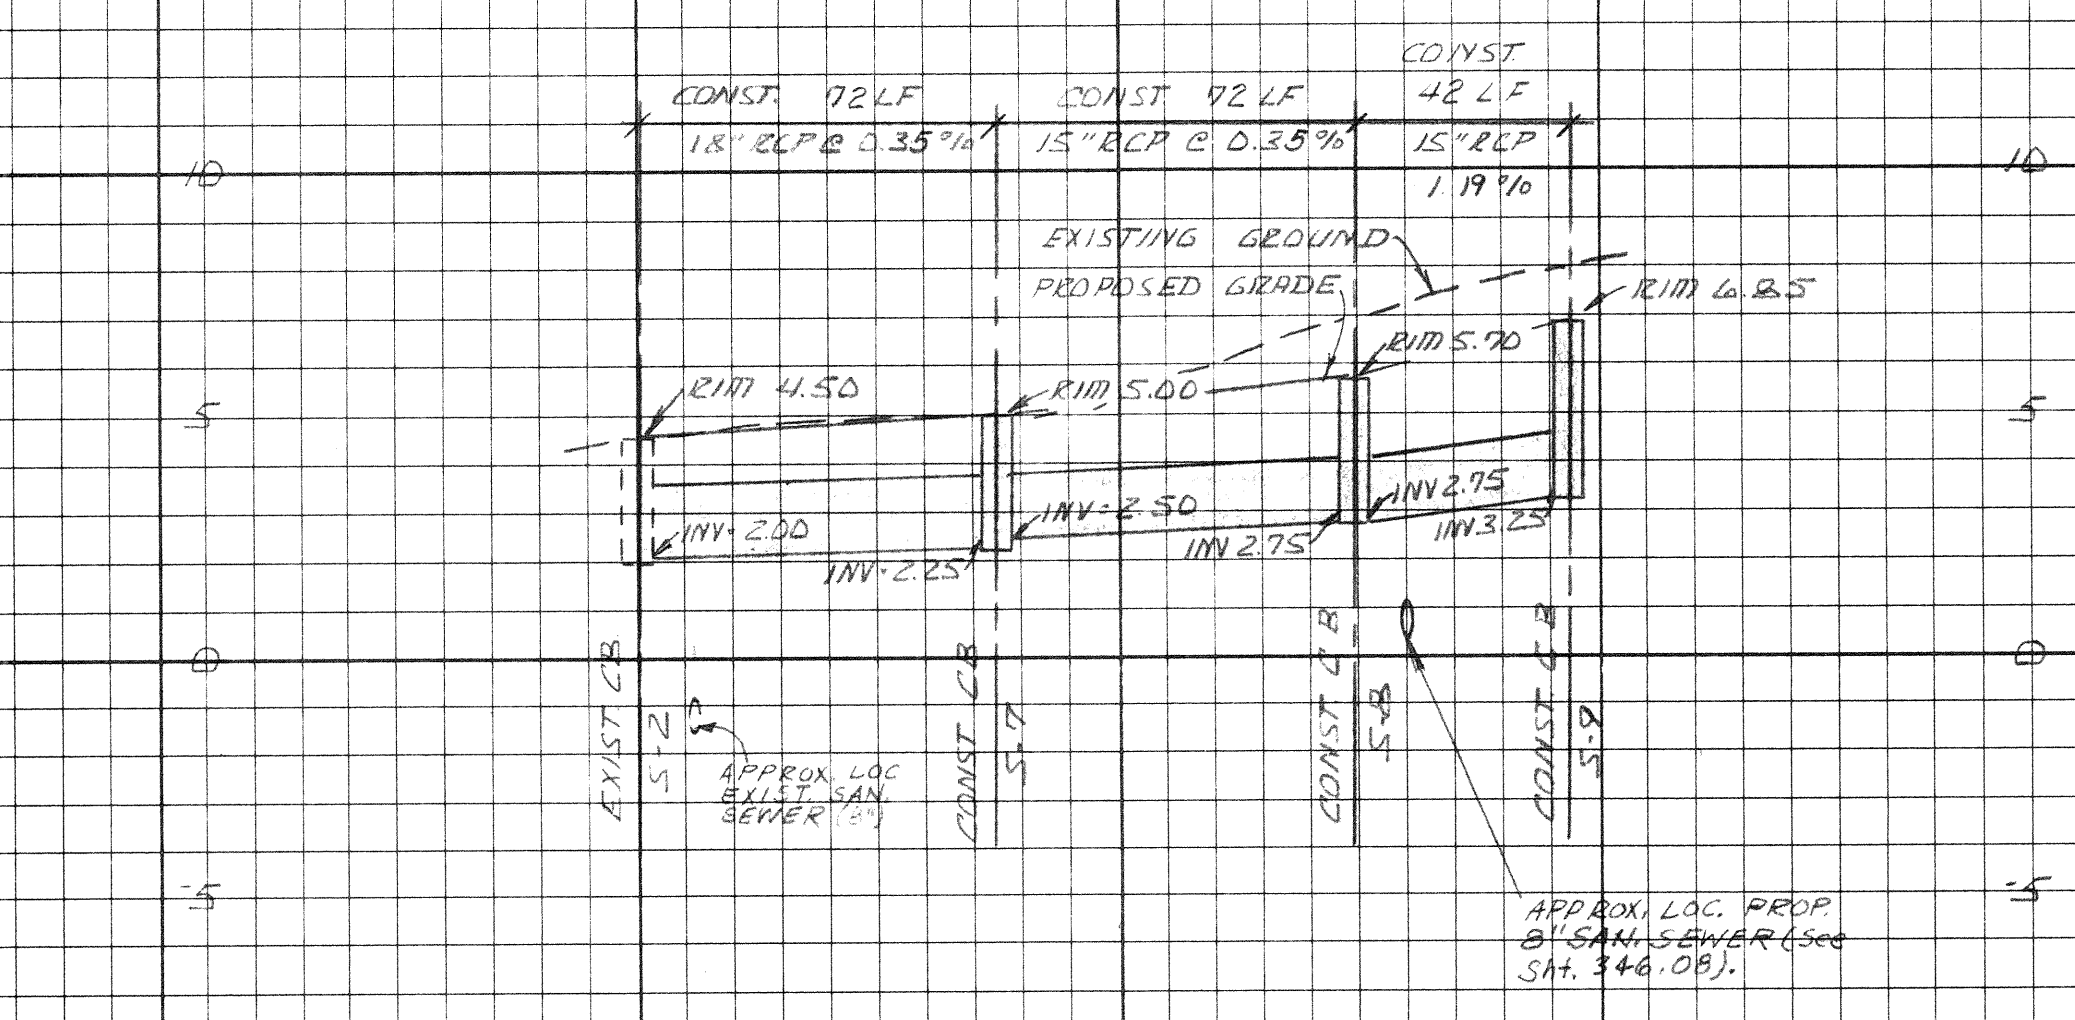 CONST.
42 LF
CONST. 72 LF
CONST 72 LF
18" RCP @ 0.35%
15" RCP @ 0.35%
15" RCP
1.19%
10
10
EXISTING GROUND
PROPOSED GRADE
RIM 6.85
RIM 5.70
RIM 4.50
RIM 5.00
5
5
INV 2.75
INV = 2.50
INV 3.25
INV = 2.00
INV 2.75
INV = 2.25
0
0
EXIST. CB
S-2
CONST CB
S-7
CONST CB
S-8
CONST CB
S-9
APPROX. LOC
EXIST. SAN.
SEWER (8")
-5
-5
APPROX. LOC. PROP.
8" SAN. SEWER (See
Sht. 346.08).